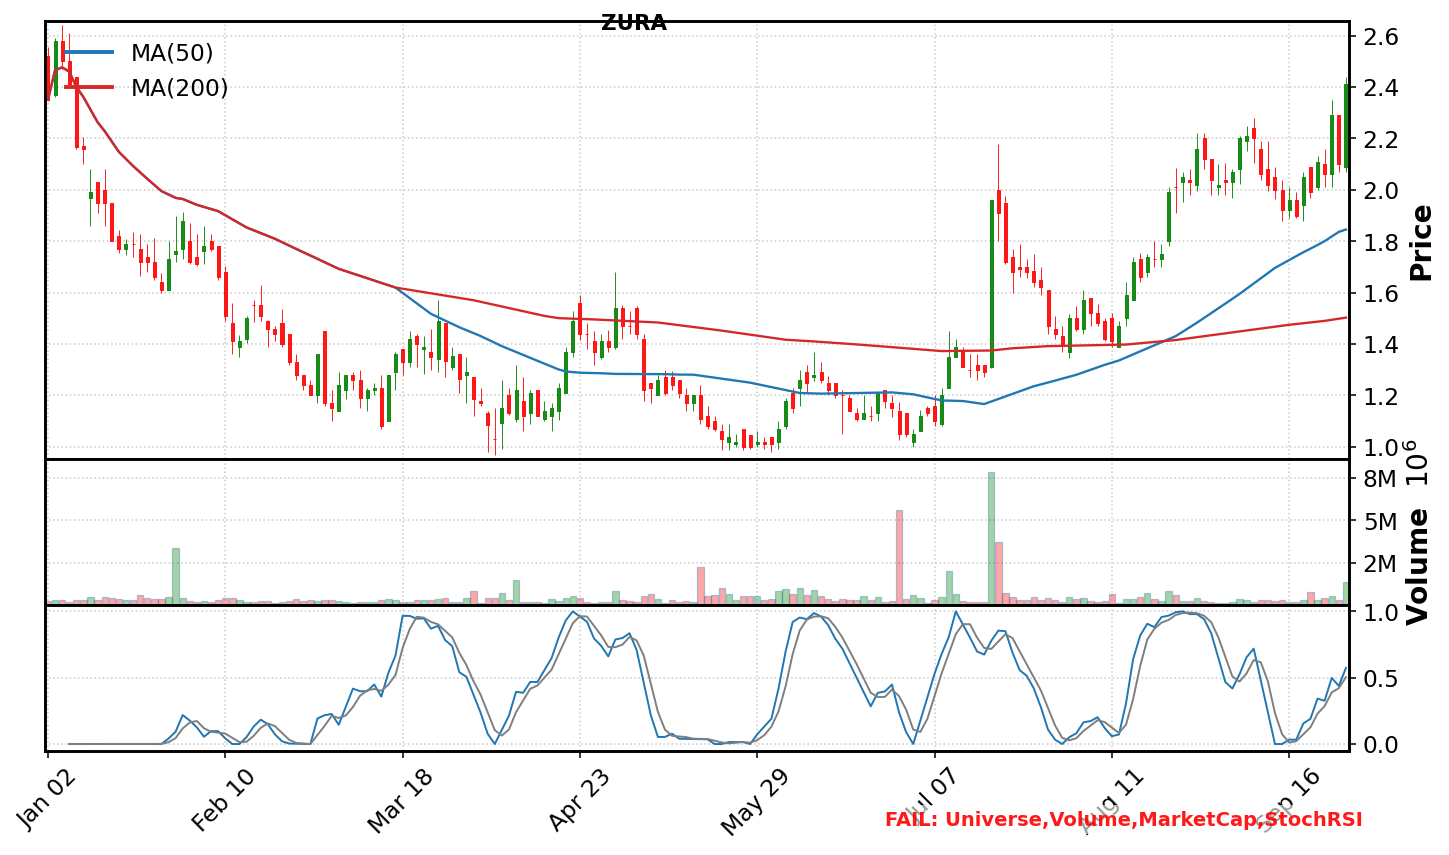 ZURA
MA(50)
MA(200)
2.6
2.4
2.2
2.0
1.8
1.6
1.4
1.2
1.0
Price
8M
5M
2M
Volume 10^6
1.0
0.5
0.0
Jan 02
Feb 10
Mar 18
Apr 23
May 29
Jul 07
Aug 11
Sep 16
FAIL: Universe,Volume,MarketCap,StochRSI